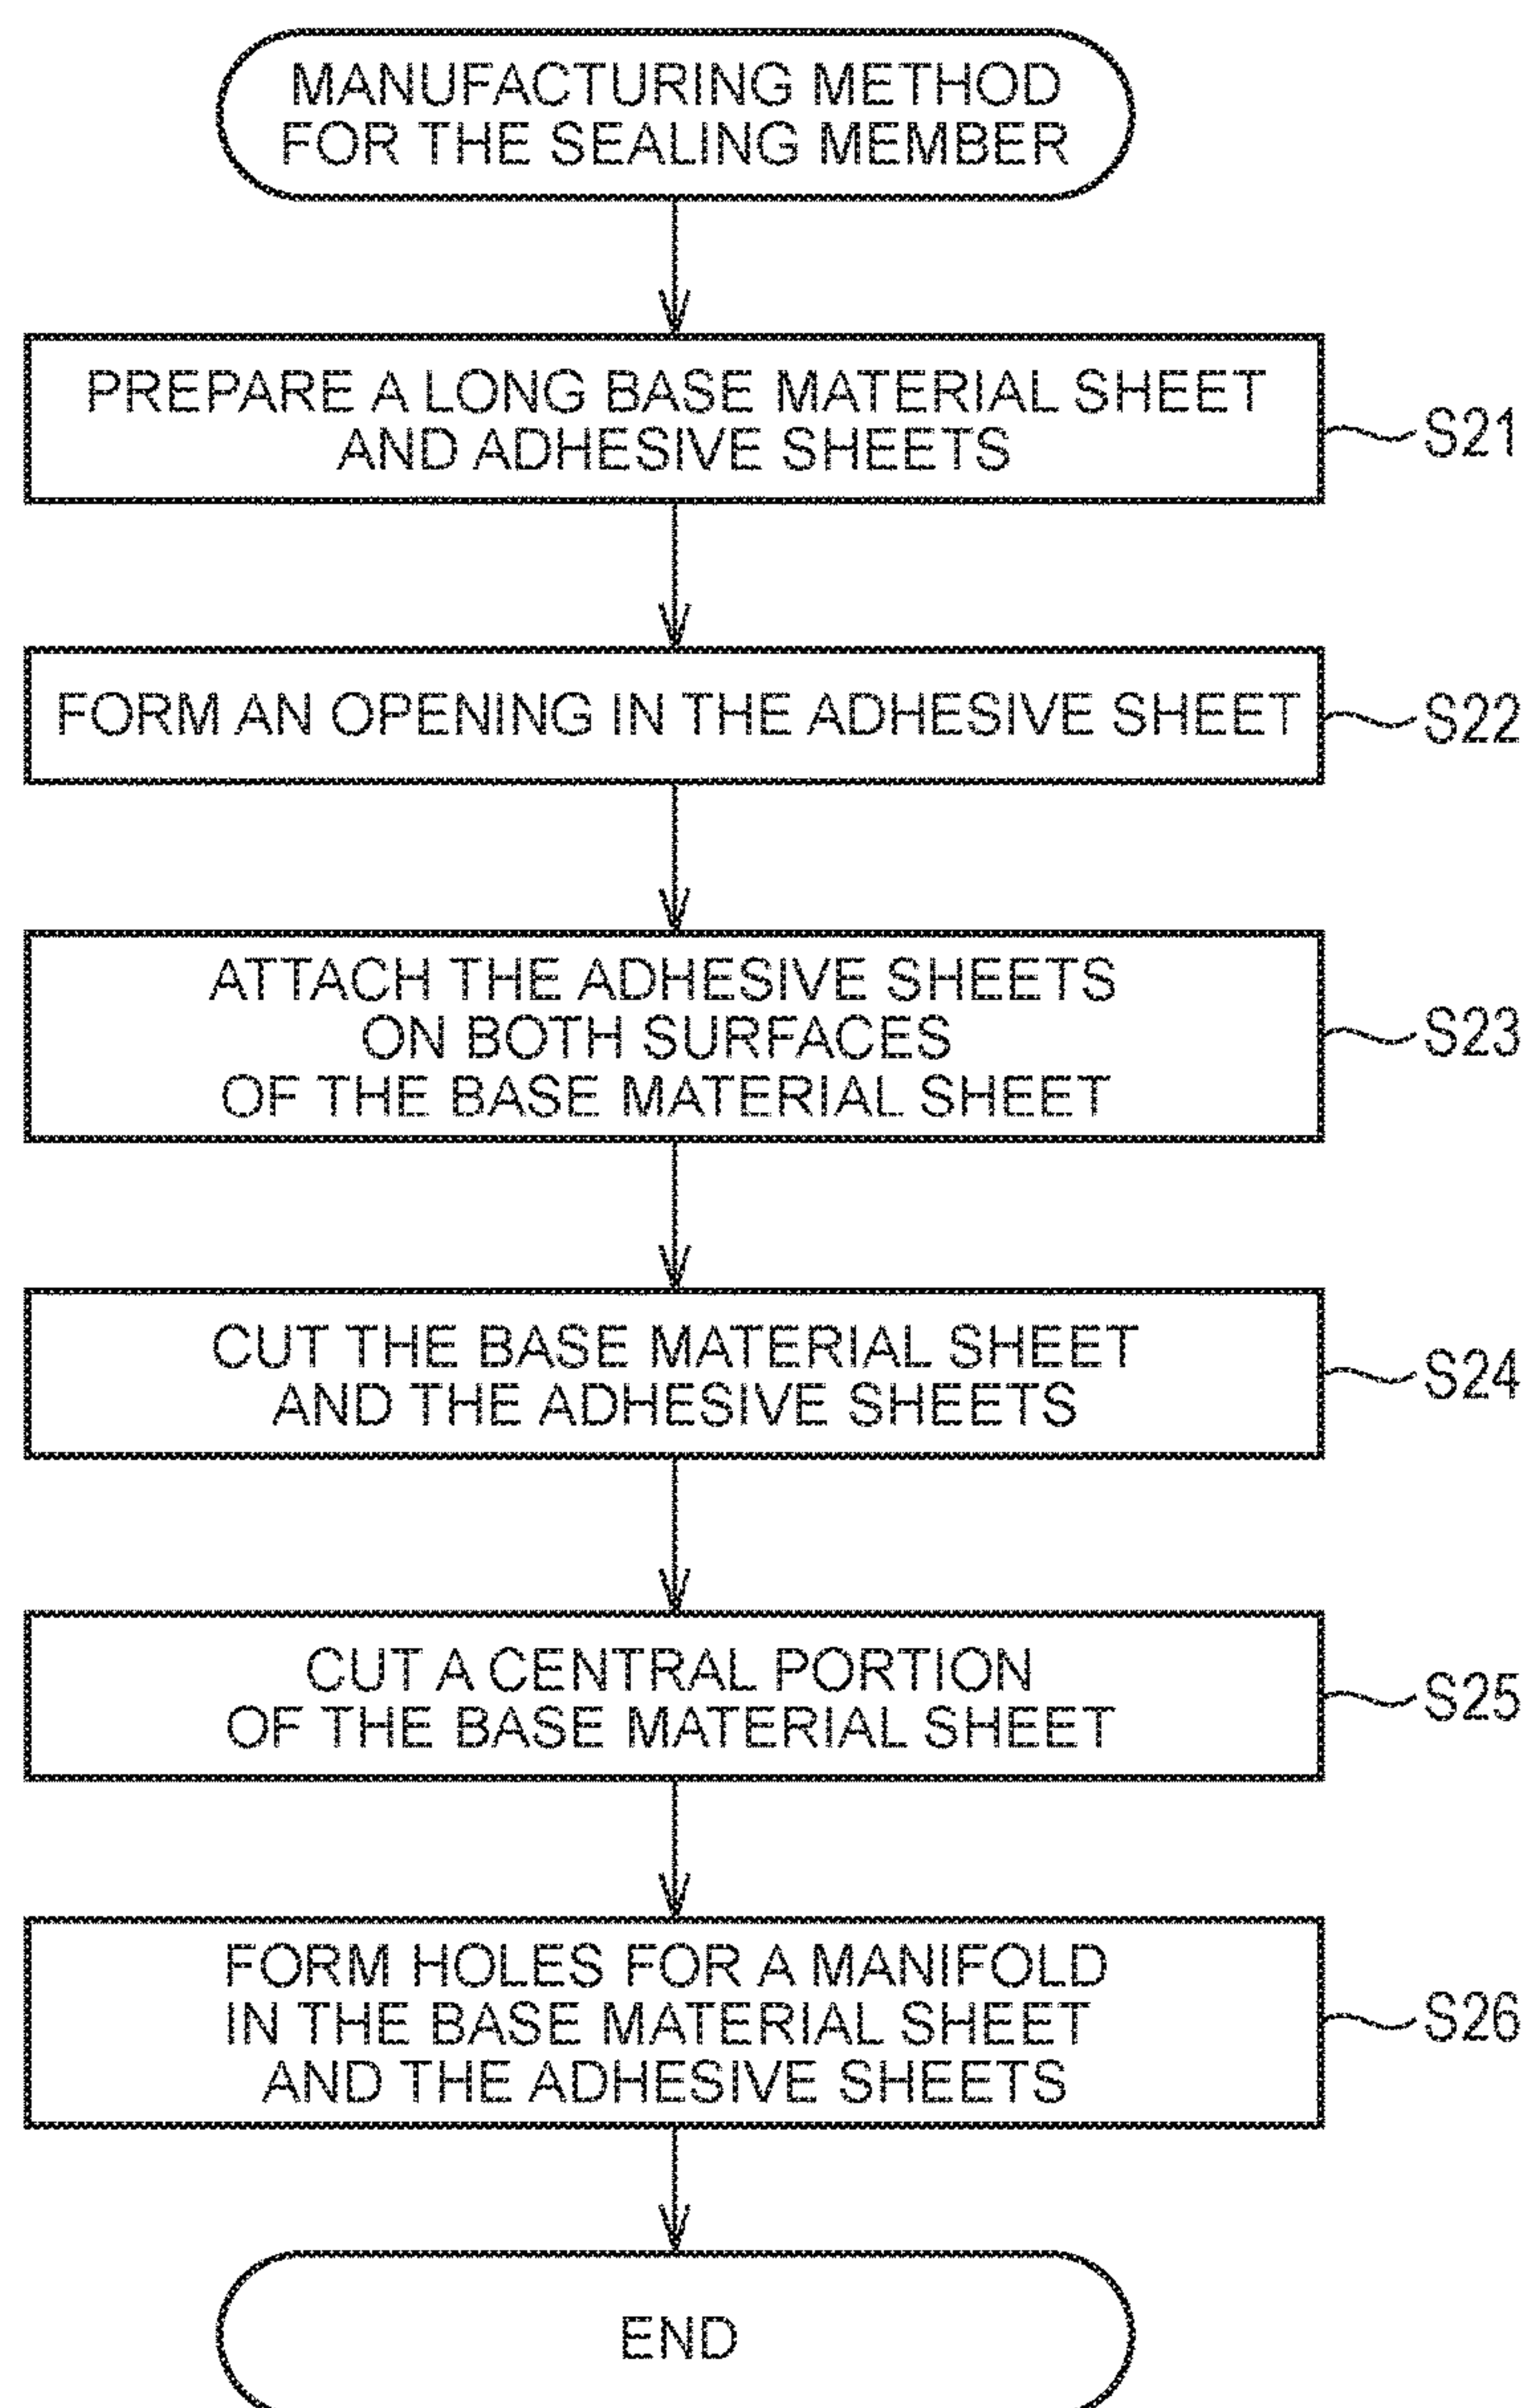 MANUFACTURING METHOD
FOR THE SEALING MEMBER
PREPARE A LONG BASE MATERIAL SHEET
AND ADHESIVE SHEETS
S21
FORM AN OPENING IN THE ADHESIVE SHEET
S22
ATTACH THE ADHESIVE SHEETS
ON BOTH SURFACES
OF THE BASE MATERIAL SHEET
S23
CUT THE BASE MATERIAL SHEET
AND THE ADHESIVE SHEETS
S24
CUT A CENTRAL PORTION
OF THE BASE MATERIAL SHEET
S25
FORM HOLES FOR A MANIFOLD
IN THE BASE MATERIAL SHEET
AND THE ADHESIVE SHEETS
S26
END